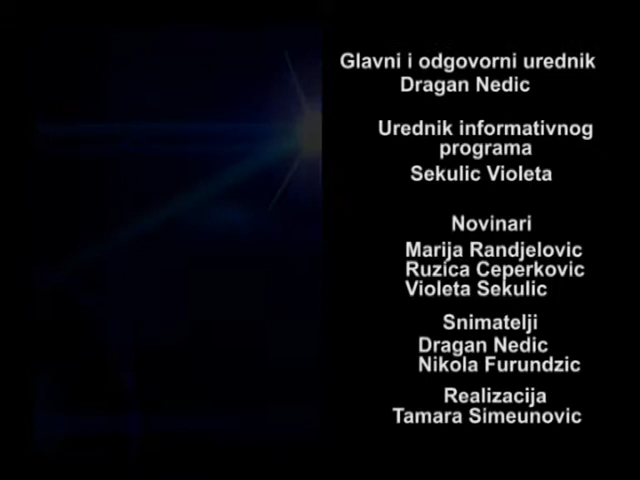 Glavni i odgovorni urednik
Dragan Nedic
Urednik informativnog
programa
Sekulic Violeta
Novinari
Marija Randjelovic
Ruzica Ceperkovic
Violeta Sekulic
Snimatelji
Dragan Nedic
Nikola Furundzic
Realizacija
Tamara Simeunovic